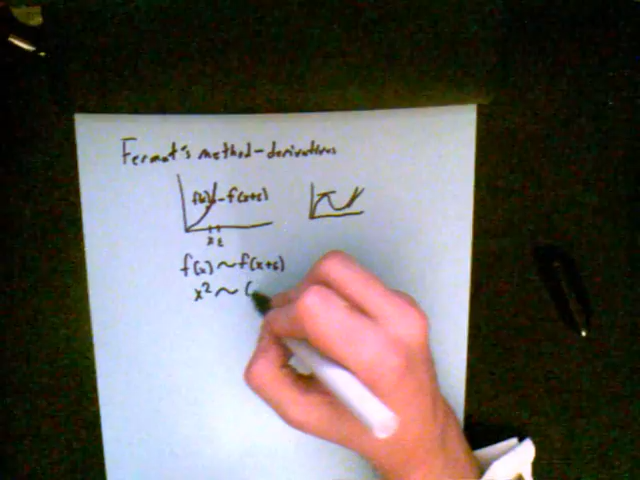 Fermat's method-derivatives
f(x) - f(x+ε)
x ε
f(x) ~ f(x+ε)
x² ~ (